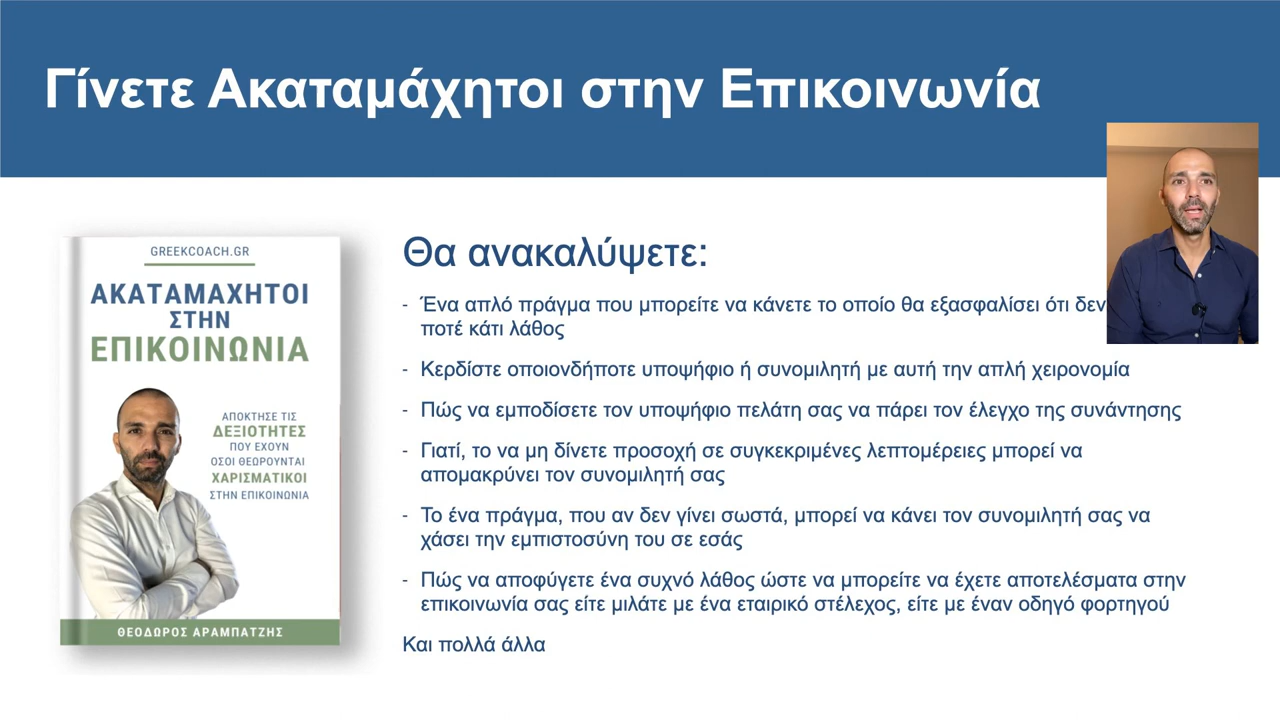 Γίνετε Ακαταμάχητοι στην Επικοινωνία
GREEKCOACH.GR
ΑΚΑΤΑΜΑΧΗΤΟΙ
ΣΤΗΝ
ΕΠΙΚΟΙΝΩΝΙΑ
ΑΠΟΚΤΗΣΕ ΤΙΣ
ΔΕΞΙΟΤΗΤΕΣ
ΠΟΥ ΕΧΟΥΝ
ΟΣΟΙ ΘΕΩΡΟΥΝΤΑΙ
ΧΑΡΙΣΜΑΤΙΚΟΙ
ΣΤΗΝ ΕΠΙΚΟΙΝΩΝΙΑ
ΘΕΟΔΩΡΟΣ ΑΡΑΜΠΑΤΖΗΣ
Θα ανακαλύψετε:
- Ένα απλό πράγμα που μπορείτε να κάνετε το οποίο θα εξασφαλίσει ότι δεν
ποτέ κάτι λάθος
- Κερδίστε οποιονδήποτε υποψήφιο ή συνομιλητή με αυτή την απλή χειρονομία
- Πώς να εμποδίσετε τον υποψήφιο πελάτη σας να πάρει τον έλεγχο της συνάντησης
- Γιατί, το να μη δίνετε προσοχή σε συγκεκριμένες λεπτομέρειες μπορεί να
απομακρύνει τον συνομιλητή σας
- Το ένα πράγμα, που αν δεν γίνει σωστά, μπορεί να κάνει τον συνομιλητή σας να
χάσει την εμπιστοσύνη του σε εσάς
- Πώς να αποφύγετε ένα συχνό λάθος ώστε να μπορείτε να έχετε αποτελέσματα στην
επικοινωνία σας είτε μιλάτε με ένα εταιρικό στέλεχος, είτε με έναν οδηγό φορτηγού
Και πολλά άλλα